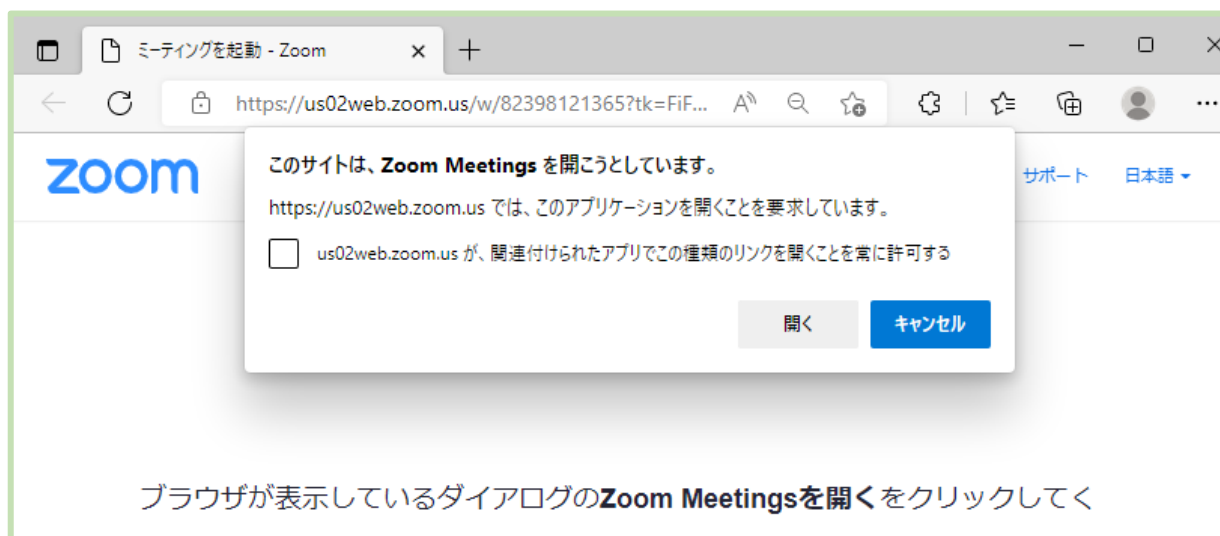 ミーティングを起動 - Zoom
https://us02web.zoom.us/w/82398121365?tk=FiF...
zoom
サポート 日本語
このサイトは、Zoom Meetings を開こうとしています。
https://us02web.zoom.us では、このアプリケーションを開くことを要求しています。
us02web.zoom.us が、関連付けられたアプリでこの種類のリンクを開くことを常に許可する
開く キャンセル
ブラウザが表示しているダイアログのZoom Meetingsを開くをクリックしてく